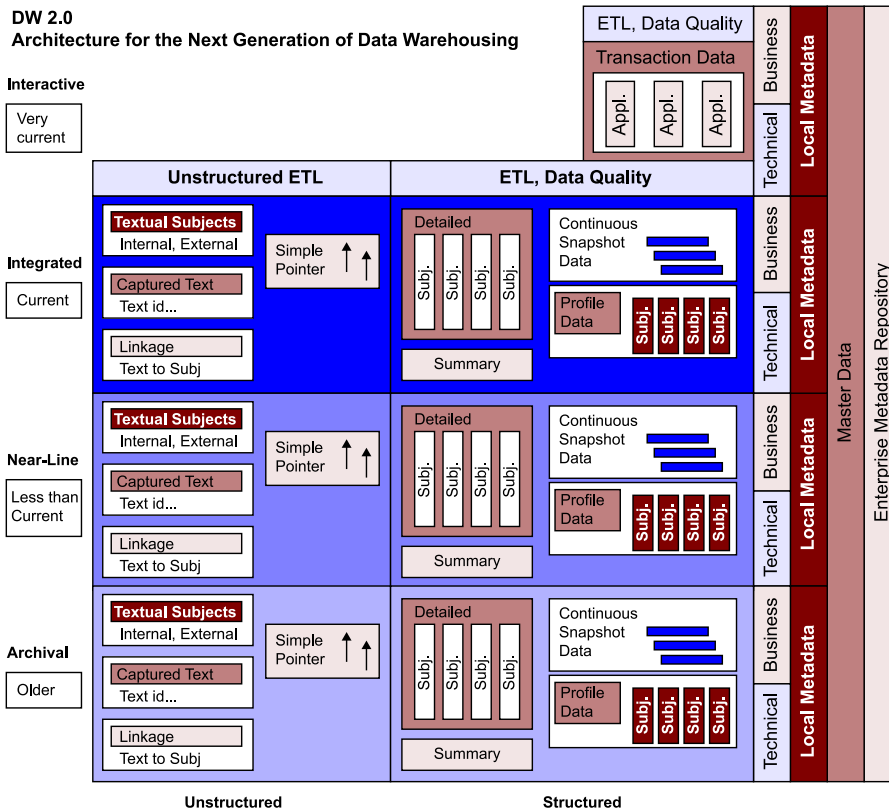 DW 2.0
Architecture for the Next Generation of Data Warehousing
ETL, Data Quality
Transaction Data
Appl.
Appl.
Appl.
Business
Technical
Local Metadata
Interactive
Very
current
Unstructured ETL
ETL, Data Quality
Integrated
Current
Textual Subjects
Internal, External
Captured Text
Text id...
Linkage
Text to Subj
Simple
Pointer
Detailed
Subj.
Subj.
Subj.
Subj.
Summary
Continuous
Snapshot
Data
Profile
Data
Subj.
Subj.
Subj.
Subj.
Business
Technical
Local Metadata
Near-Line
Less than
Current
Textual Subjects
Internal, External
Captured Text
Text id...
Linkage
Text to Subj
Simple
Pointer
Detailed
Subj.
Subj.
Subj.
Subj.
Summary
Continuous
Snapshot
Data
Profile
Data
Subj.
Subj.
Subj.
Subj.
Business
Technical
Local Metadata
Archival
Older
Textual Subjects
Internal, External
Captured Text
Text id...
Linkage
Text to Subj
Simple
Pointer
Detailed
Subj.
Subj.
Subj.
Subj.
Summary
Continuous
Snapshot
Data
Profile
Data
Subj.
Subj.
Subj.
Subj.
Business
Technical
Local Metadata
Master Data
Enterprise Metadata Repository
Unstructured
Structured